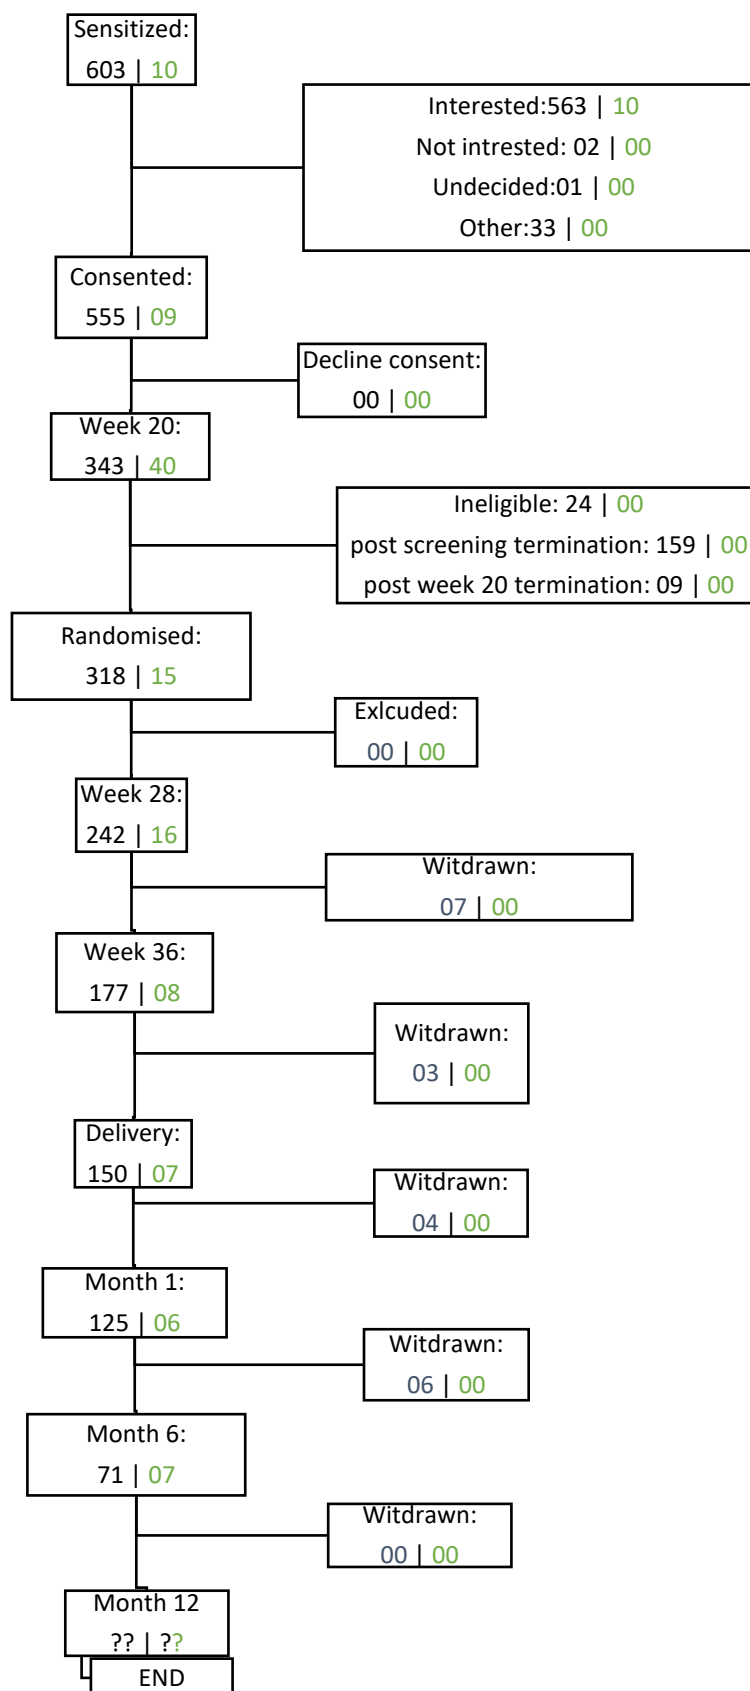 Sensitized:
603 | 10
Interested:563 | 10
Not intrested: 02 | 00
Undecided:01 | 00
Other:33 | 00
Consented:
555 | 09
Decline consent:
00 | 00
Week 20:
343 | 40
Ineligible: 24 | 00
post screening termination: 159 | 00
post week 20 termination: 09 | 00
Randomised:
318 | 15
Exlcuded:
00 | 00
Week 28:
242 | 16
Witdrawn:
07 | 00
Week 36:
177 | 08
Witdrawn:
03 | 00
Delivery:
150 | 07
Witdrawn:
04 | 00
Month 1:
125 | 06
Witdrawn:
06 | 00
Month 6:
71 | 07
Witdrawn:
00 | 00
Month 12
?? | ??
END